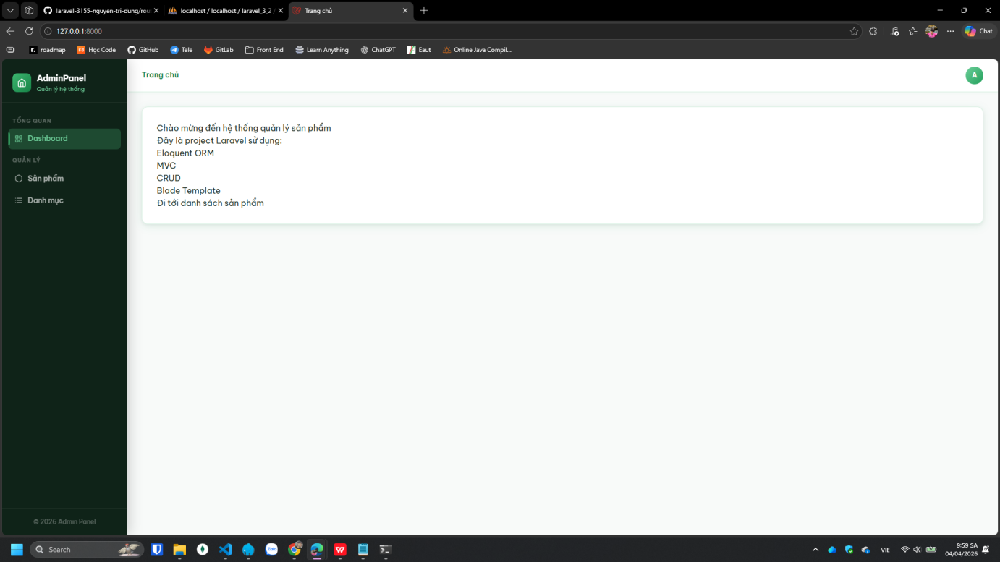 laravel-3155-nguyen-tri-dung/rou
localhost / localhost / laravel_3_2 /
Trang chủ
127.0.0.1:8000
Chat
roadmap
Học Code
GitHub
Tele
GitLab
Front End
Learn Anything
ChatGPT
Eaut
Online Java Compil...
AdminPanel
Quản lý hệ thống
TỔNG QUAN
Dashboard
QUẢN LÝ
Sản phẩm
Danh mục
© 2026 Admin Panel
Trang chủ
A
Chào mừng đến hệ thống quản lý sản phẩm
Đây là project Laravel sử dụng:
Eloquent ORM
MVC
CRUD
Blade Template
Đi tới danh sách sản phẩm
Search
Zalo
VIE
9:59 SA
04/04/2026